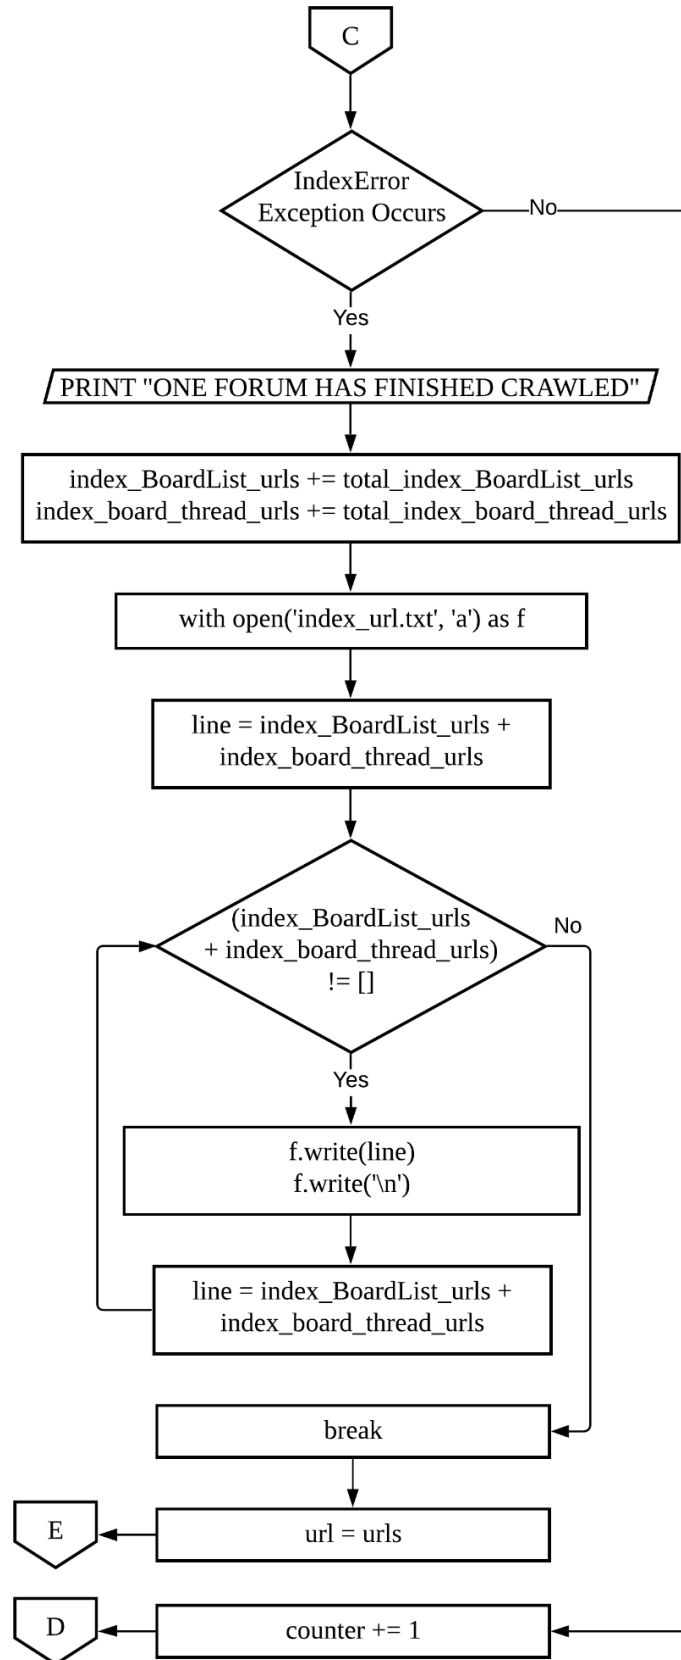 C
IndexError
Exception Occurs
No
Yes
PRINT "ONE FORUM HAS FINISHED CRAWLED"
index_BoardList_urls += total_index_BoardList_urls
index_board_thread_urls += total_index_board_thread_urls
with open('index_url.txt', 'a') as f
line = index_BoardList_urls +
index_board_thread_urls
(index_BoardList_urls
+ index_board_thread_urls)
!= []
No
Yes
f.write(line)
f.write('\n')
line = index_BoardList_urls +
index_board_thread_urls
break
E
url = urls
D
counter += 1